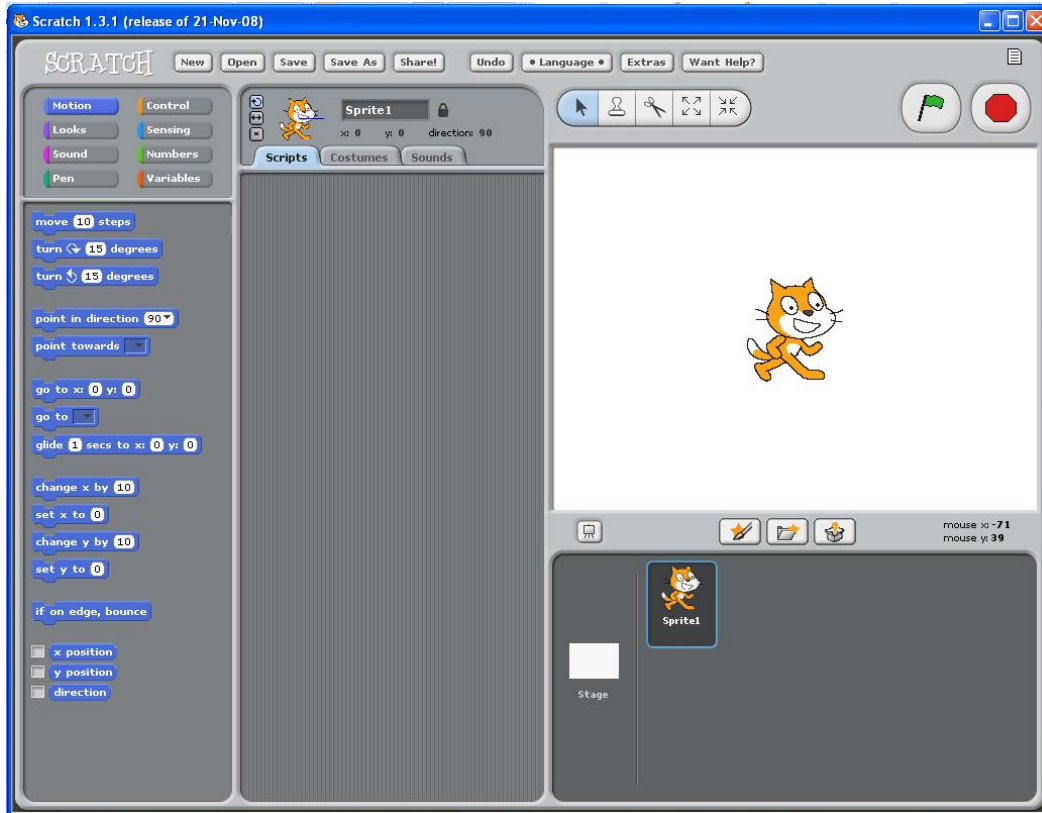 Scratch 1.3.1 (release of 21-Nov-08)
SCRATCH New Open Save Save As Share! Undo • Language • Extras Want Help?
Motion Control
Looks Sensing
Sound Numbers
Pen Variables
Sprite1
x: 0 y: 0 direction: 90
Scripts Costumes Sounds
move 10 steps
turn 15 degrees
turn 15 degrees
point in direction 90
point towards
go to x: 0 y: 0
go to
glide 1 secs to x: 0 y: 0
change x by 10
set x to 0
change y by 10
set y to 0
if on edge, bounce
x position
y position
direction
mouse x: -71
mouse y: 39
Sprite1
Stage